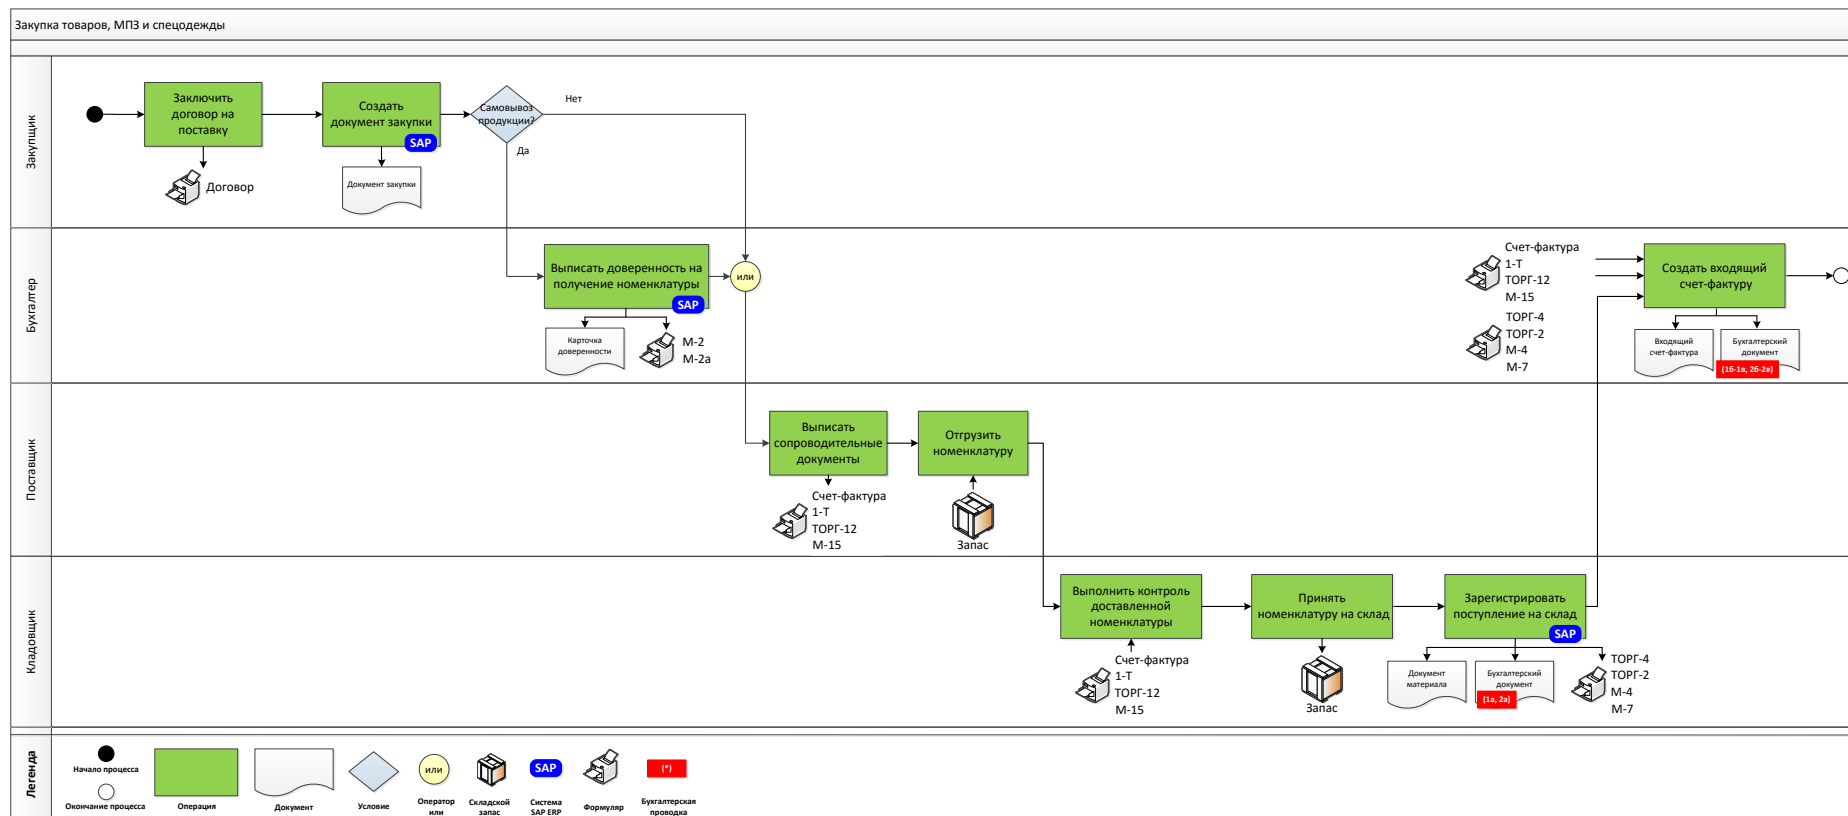 Закупка товаров, МПЗ и спецодежды
Закупщик
Заключить
договор на
поставку
Договор
Создать
документ закупки
SAP
Документ закупки
Самовывоз
продукции?
Нет
Да
Бухгалтер
Выписать доверенность на
получение номенклатуры
SAP
Карточка
доверенности
М-2
М-2а
или
Счет-фактура
1-Т
ТОРГ-12
М-15
ТОРГ-4
ТОРГ-2
М-4
М-7
Создать входящий
счет-фактуру
Входящий
счет-фактура
Бухгалтерский
документ
(1б-1в, 2б-2в)
Поставщик
Выписать
сопроводительные
документы
Счет-фактура
1-Т
ТОРГ-12
М-15
Отгрузить
номенклатуру
Запас
Кладовщик
Выполнить контроль
доставленной
номенклатуры
Счет-фактура
1-Т
ТОРГ-12
М-15
Принять
номенклатуру на склад
Запас
Зарегистрировать
поступление на склад
SAP
Документ
материала
Бухгалтерский
документ
(1а, 2а)
ТОРГ-4
ТОРГ-2
М-4
М-7
Легенда
Начало процесса
Окончание процесса
Операция
Документ
Условие
или
Оператор
или
Складской
запас
SAP
Система
SAP ERP
Формуляр
(*)
Бухгалтерская
проводка